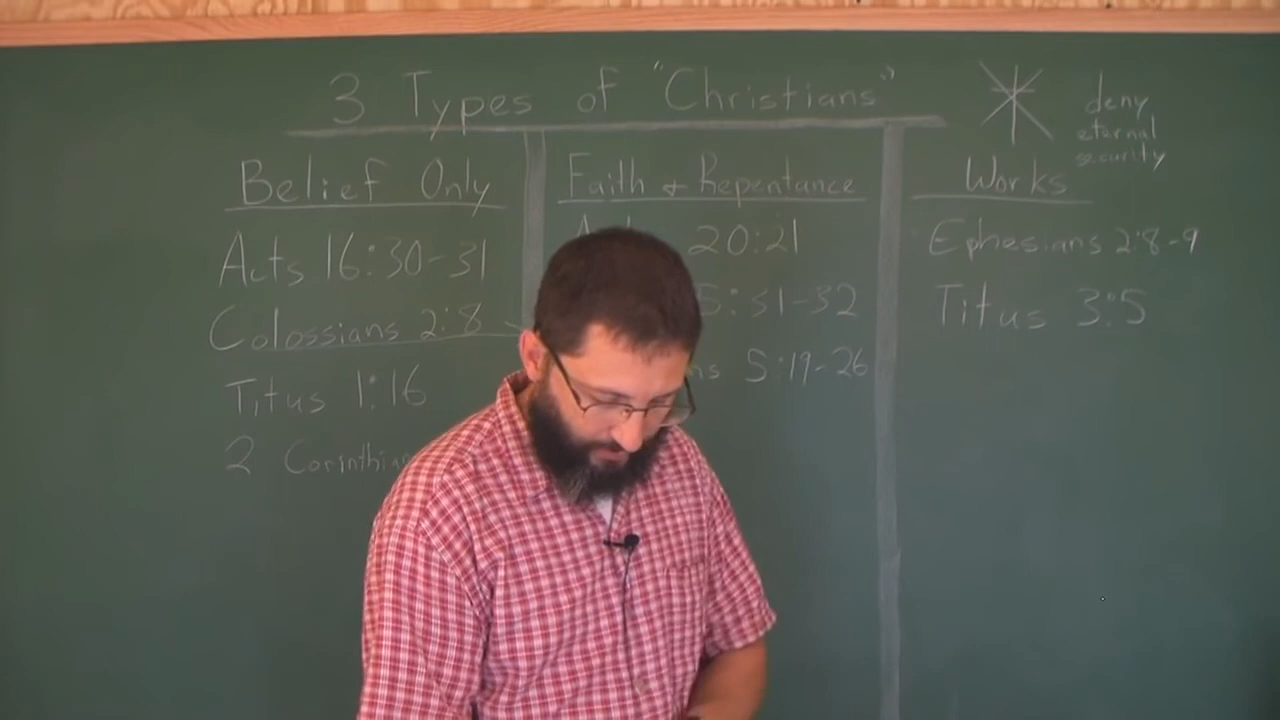 3 Types of "Christians"
deny
eternal
security
Belief Only
Faith & Repentance
Works
Acts 16:30-31
20:21
Ephesians 2:8-9
Colossians 2:8
5:31-32
Titus 3:5
Titus 1:16
5:19-26
2